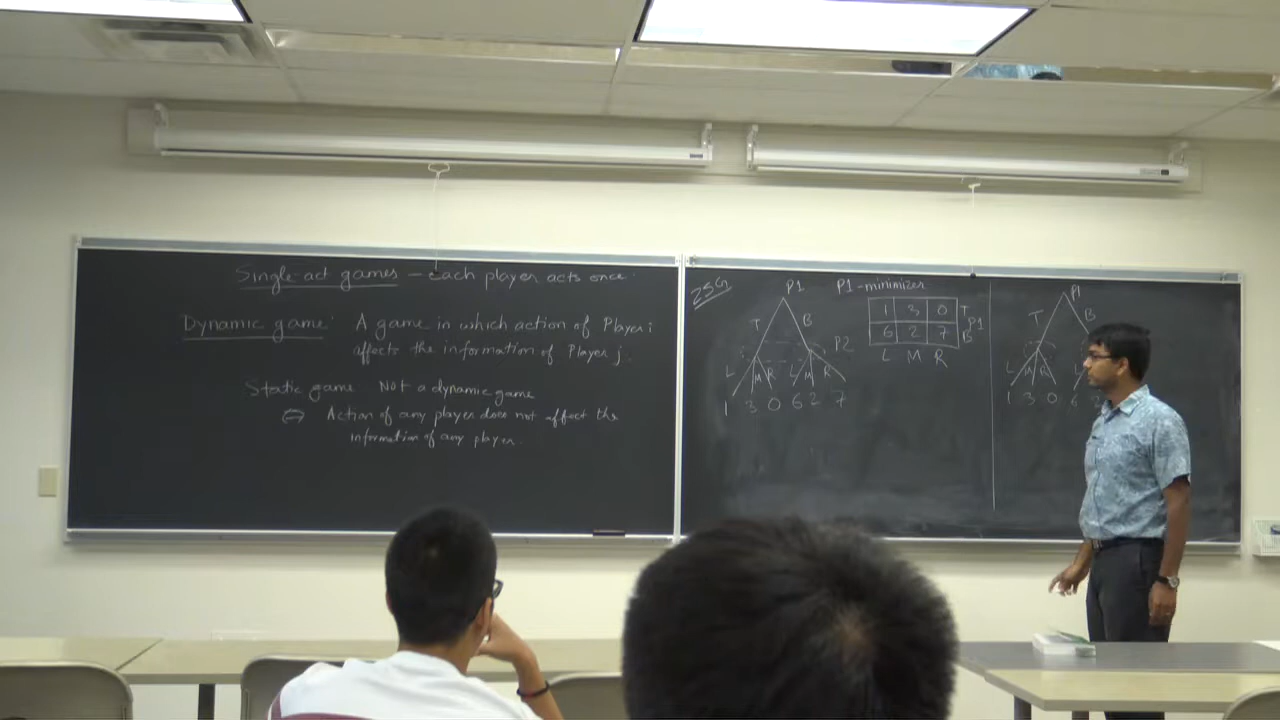 Single-act games – each player acts once.
Dynamic game: A game in which action of Player i
affects the information of Player j.
Static game Not a dynamic game
⇔ Action of any player does not affect the
information of any player.
ZSG
P1
P1 - minimizer
T B
P2
L M R L M R
1 3 0 6 2 7
1 3 0 T
6 2 7 B
P1
L M R
P1
T B
L M R L
1 3 0 6